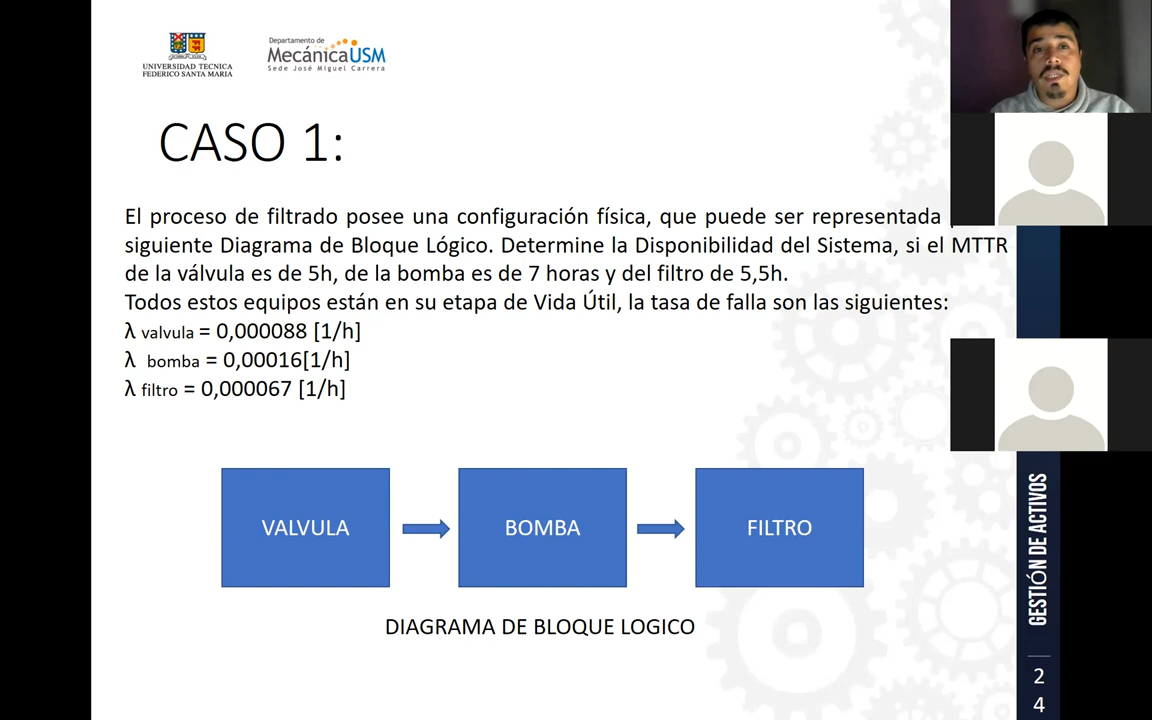 UNIVERSIDAD TECNICA
FEDERICO SANTA MARIA
Departamento de
MecánicaUSM
Sede José Miguel Carrera
CASO 1:
El proceso de filtrado posee una configuración física, que puede ser representada
siguiente Diagrama de Bloque Lógico. Determine la Disponibilidad del Sistema, si el MTTR
de la válvula es de 5h, de la bomba es de 7 horas y del filtro de 5,5h.
Todos estos equipos están en su etapa de Vida Útil, la tasa de falla son las siguientes:
λ valvula = 0,000088 [1/h]
λ bomba = 0,00016[1/h]
λ filtro = 0,000067 [1/h]
VALVULA
BOMBA
FILTRO
DIAGRAMA DE BLOQUE LOGICO
GESTIÓN DE ACTIVOS
2
4